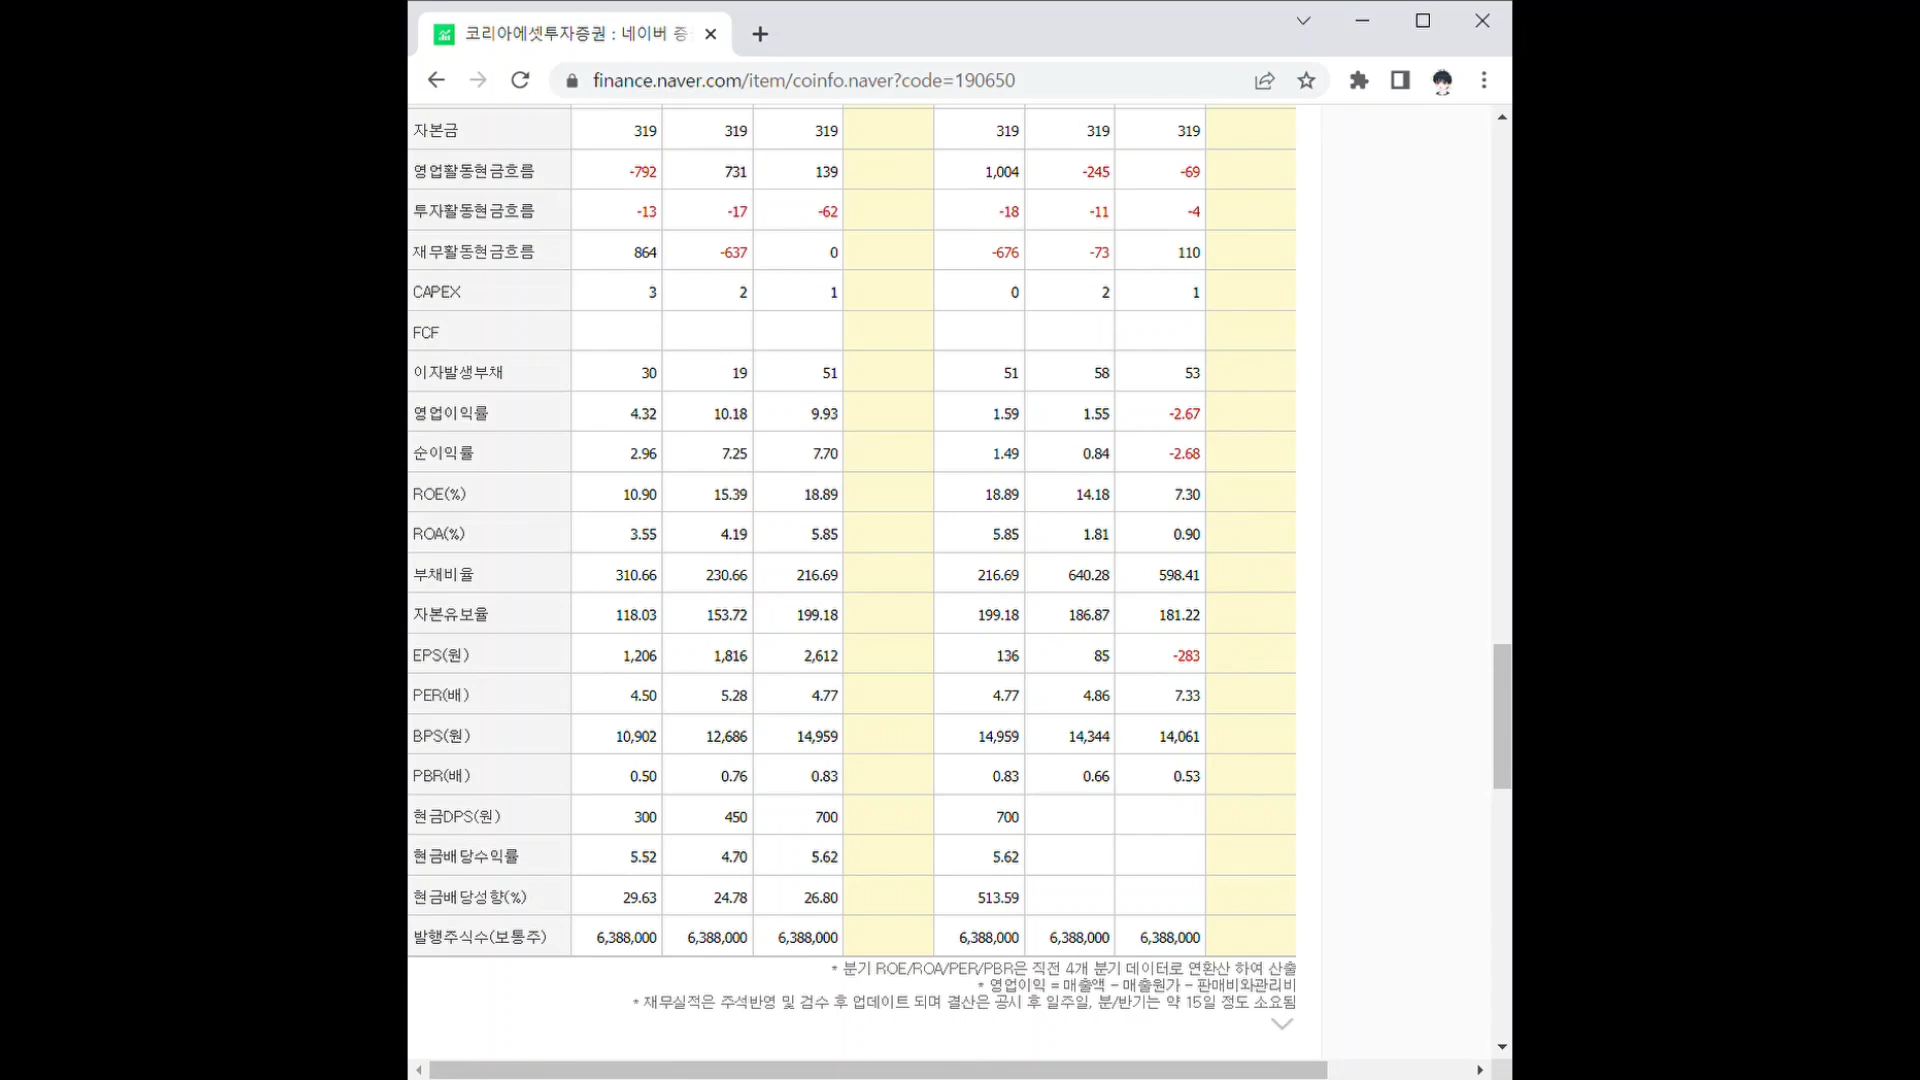 코리아에셋투자증권 : 네이버 증
finance.naver.com/item/coinfo.naver?code=190650
자본금 319 319 319 319 319 319
영업활동현금흐름 -792 731 139 1,004 -245 -69
투자활동현금흐름 -13 -17 -62 -18 -11 -4
재무활동현금흐름 864 -637 0 -676 -73 110
CAPEX 3 2 1 0 2 1
FCF
이자발생부채 30 19 51 51 58 53
영업이익률 4.32 10.18 9.93 1.59 1.55 -2.67
순이익률 2.96 7.25 7.70 1.49 0.84 -2.68
ROE(%) 10.90 15.39 18.89 18.89 14.18 7.30
ROA(%) 3.55 4.19 5.85 5.85 1.81 0.90
부채비율 310.66 230.66 216.69 216.69 640.28 598.41
자본유보율 118.03 153.72 199.18 199.18 186.87 181.22
EPS(원) 1,206 1,816 2,612 136 85 -283
PER(배) 4.50 5.28 4.77 4.77 4.86 7.33
BPS(원) 10,902 12,686 14,959 14,959 14,344 14,061
PBR(배) 0.50 0.76 0.83 0.83 0.66 0.53
현금DPS(원) 300 450 700 700
현금배당수익률 5.52 4.70 5.62 5.62
현금배당성향(%) 29.63 24.78 26.80 513.59
발행주식수(보통주) 6,388,000 6,388,000 6,388,000 6,388,000 6,388,000 6,388,000
* 분기 ROE/ROA/PER/PBR은 직전 4개 분기 데이터로 연환산 하여 산출
* 영업이익 = 매출액 - 매출원가 - 판매비와관리비
* 재무실적은 주석반영 및 검수 후 업데이트 되며 결산은 공시 후 일주일, 분/반기는 약 15일 정도 소요됨